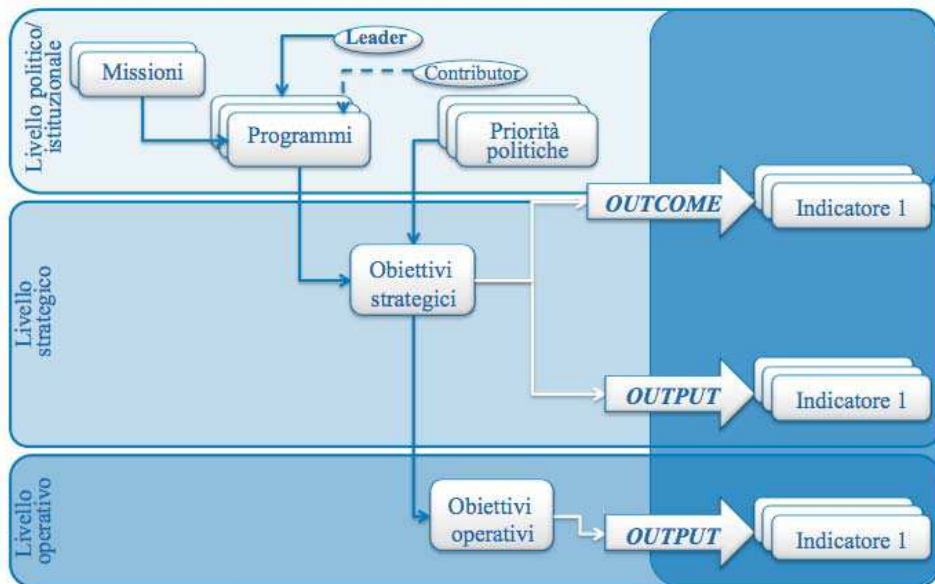 Livello politico/
istituzionale
Missioni
Leader
Contributor
Programmi
Priorità
politiche
OUTCOME
Indicatore 1
Livello
strategico
Obiettivi
strategici
OUTPUT
Indicatore 1
Livello
operativo
Obiettivi
operativi
OUTPUT
Indicatore 1